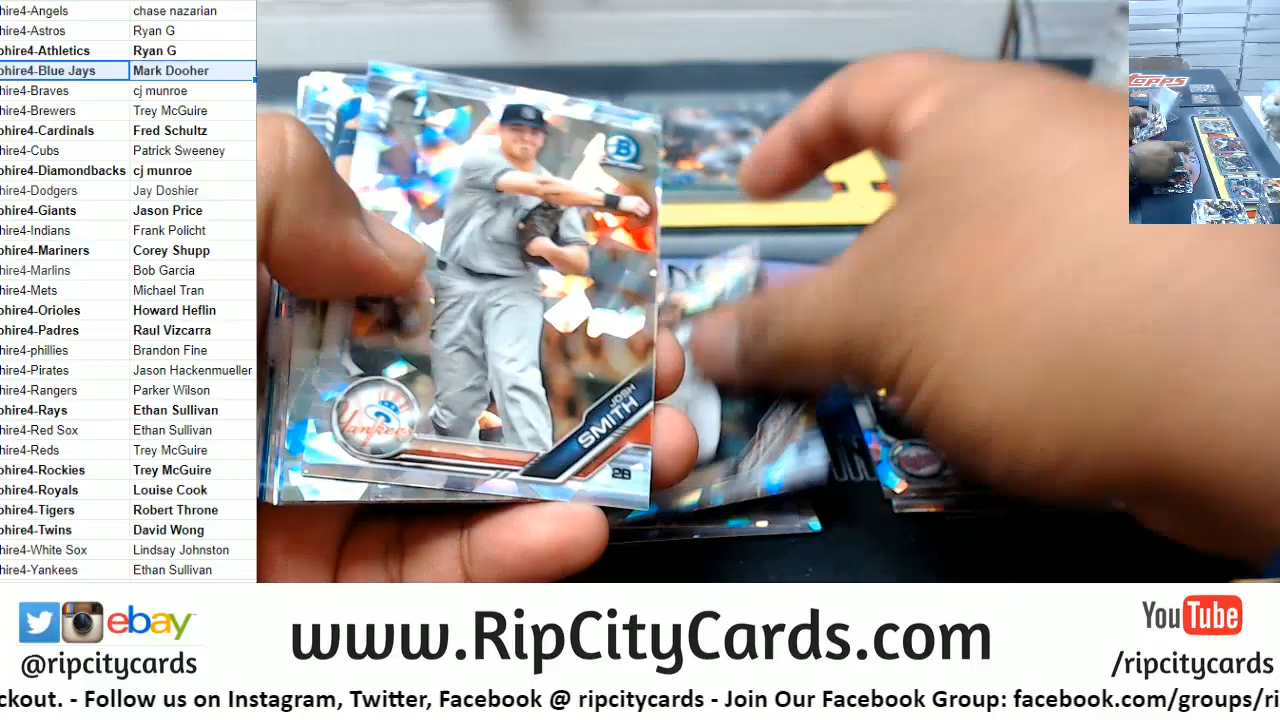 hire4-Angels chase nazarian
hire4-Astros Ryan G
phire4-Athletics Ryan G
phire4-Blue Jays Mark Dooher
hire4-Braves cj munroe
hire4-Brewers Trey McGuire
phire4-Cardinals Fred Schultz
hire4-Cubs Patrick Sweeney
phire4-Diamondbacks cj munroe
hire4-Dodgers Jay Doshier
phire4-Giants Jason Price
hire4-Indians Frank Policht
phire4-Mariners Corey Shupp
hire4-Marlins Bob Garcia
hire4-Mets Michael Tran
phire4-Orioles Howard Heflin
phire4-Padres Raul Vizcarra
hire4-phillies Brandon Fine
hire4-Pirates Jason Hackenmueller
hire4-Rangers Parker Wilson
phire4-Rays Ethan Sullivan
hire4-Red Sox Ethan Sullivan
hire4-Reds Trey McGuire
phire4-Rockies Trey McGuire
phire4-Royals Louise Cook
phire4-Tigers Robert Throne
phire4-Twins David Wong
hire4-White Sox Lindsay Johnston
hire4-Yankees Ethan Sullivan
TOPPS
B
Yankees
JOSH
SMITH
28
ebay
@ripcitycards
www.RipCityCards.com
YouTube
/ripcitycards
ckout. - Follow us on Instagram, Twitter, Facebook @ ripcitycards - Join Our Facebook Group: facebook.com/groups/ri